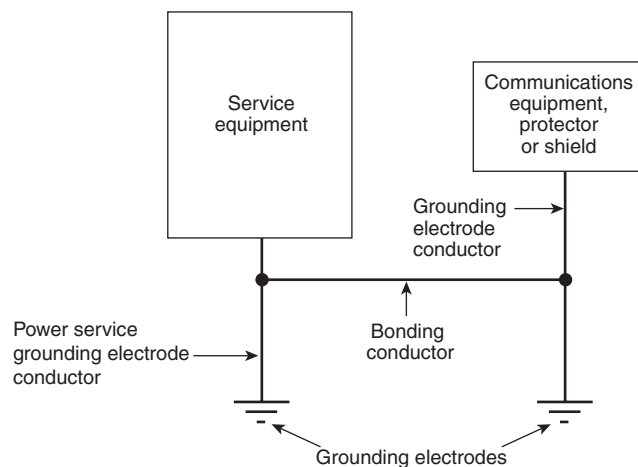 Service
equipment
Communications
equipment,
protector
or shield
Grounding
electrode
conductor
Power service
grounding electrode
conductor
Bonding
conductor
Grounding electrodes